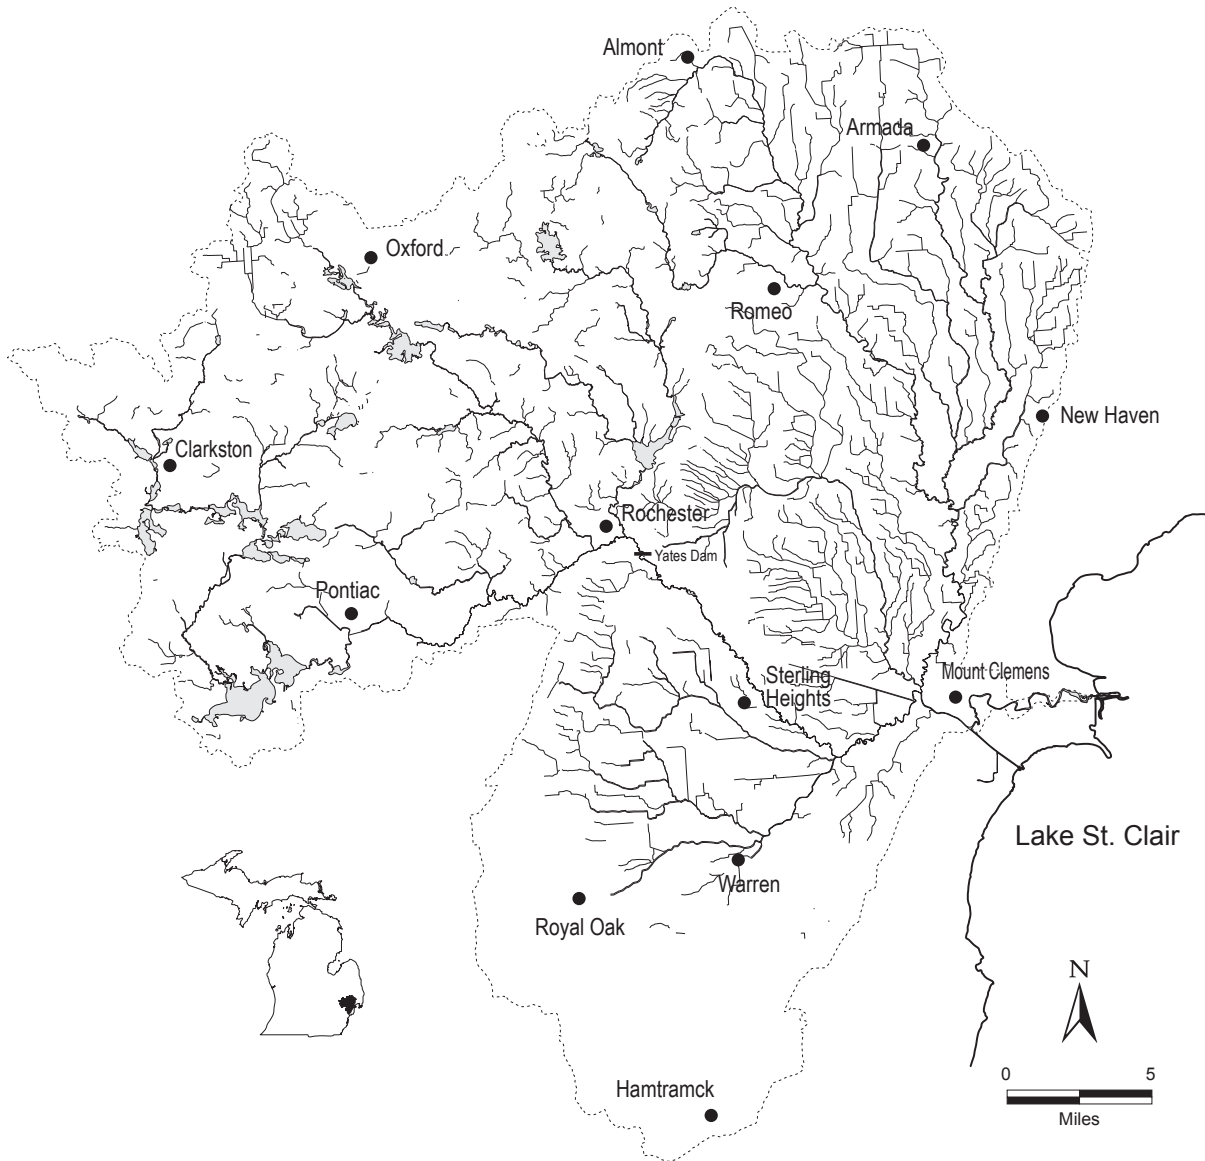 Almont
Armada
Oxford
Romeo
New Haven
Clarkston
Rochester
Yates Dam
Pontiac
Sterling
Heights
Mount Clemens
Lake St. Clair
Warren
Royal Oak
N
0 5
Miles
Hamtramck